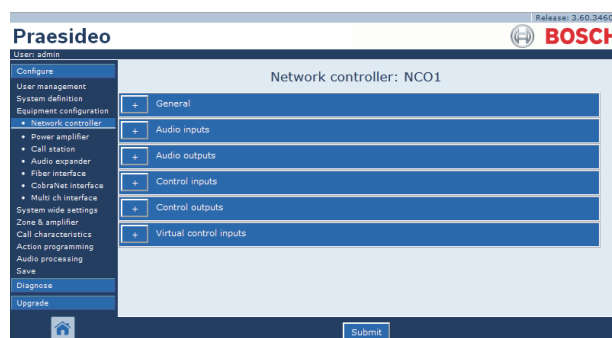 Release: 3.60.3460
Praesideo
BOSCH
User: admin
Configure
User management
System definition
Equipment configuration
• Network controller
• Power amplifier
• Call station
• Audio expander
• Fiber interface
• CobraNet interface
• Multi ch interface
System wide settings
Zone & amplifier
Call characteristics
Action programming
Audio processing
Save
Diagnose
Upgrade
Network controller: NCO1
+ General
+ Audio inputs
+ Audio outputs
+ Control inputs
+ Control outputs
+ Virtual control inputs
Submit